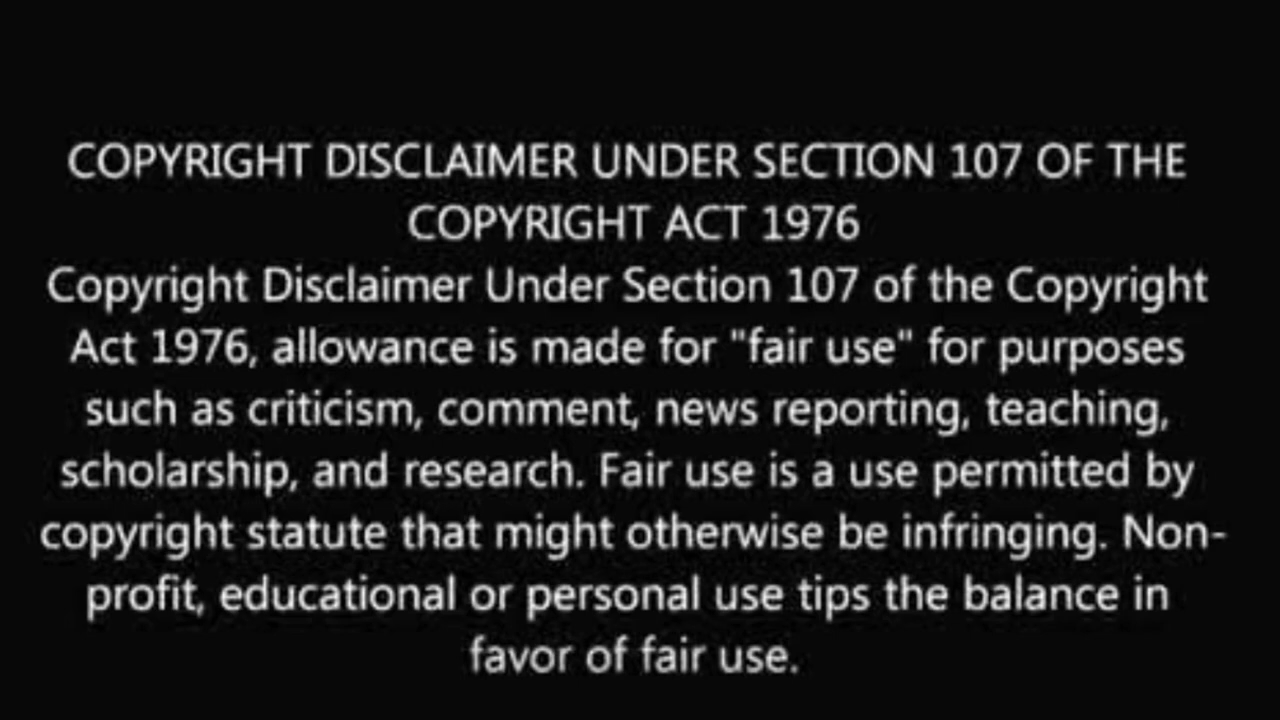 COPYRIGHT DISCLAIMER UNDER SECTION 107 OF THE
COPYRIGHT ACT 1976
Copyright Disclaimer Under Section 107 of the Copyright
Act 1976, allowance is made for "fair use" for purposes
such as criticism, comment, news reporting, teaching,
scholarship, and research. Fair use is a use permitted by
copyright statute that might otherwise be infringing. Non-
profit, educational or personal use tips the balance in
favor of fair use.